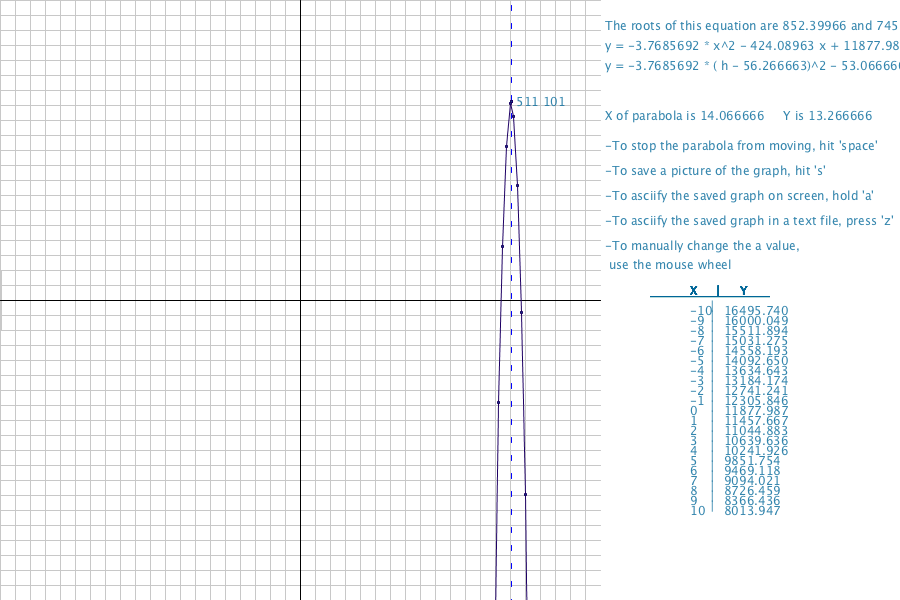 The roots of this equation are 852.39966 and 745
y = -3.7685692 * x^2 - 424.08963 x + 11877.98
y = -3.7685692 * ( h - 56.266663)^2 - 53.066666
511 101
X of parabola is 14.066666 Y is 13.266666
-To stop the parabola from moving, hit 'space'
-To save a picture of the graph, hit 's'
-To asciify the saved graph on screen, hold 'a'
-To asciify the saved graph in a text file, press 'z'
-To manually change the a value,
use the mouse wheel
X | Y
-10 16495.740
-9 16000.049
-8 15511.894
-7 15031.275
-6 14558.193
-5 14092.650
-4 13634.643
-3 13184.174
-2 12741.241
-1 12305.846
0 11877.987
1 11457.667
2 11044.883
3 10639.636
4 10241.926
5 9851.754
6 9469.118
7 9094.021
8 8726.459
9 8366.436
10 8013.947